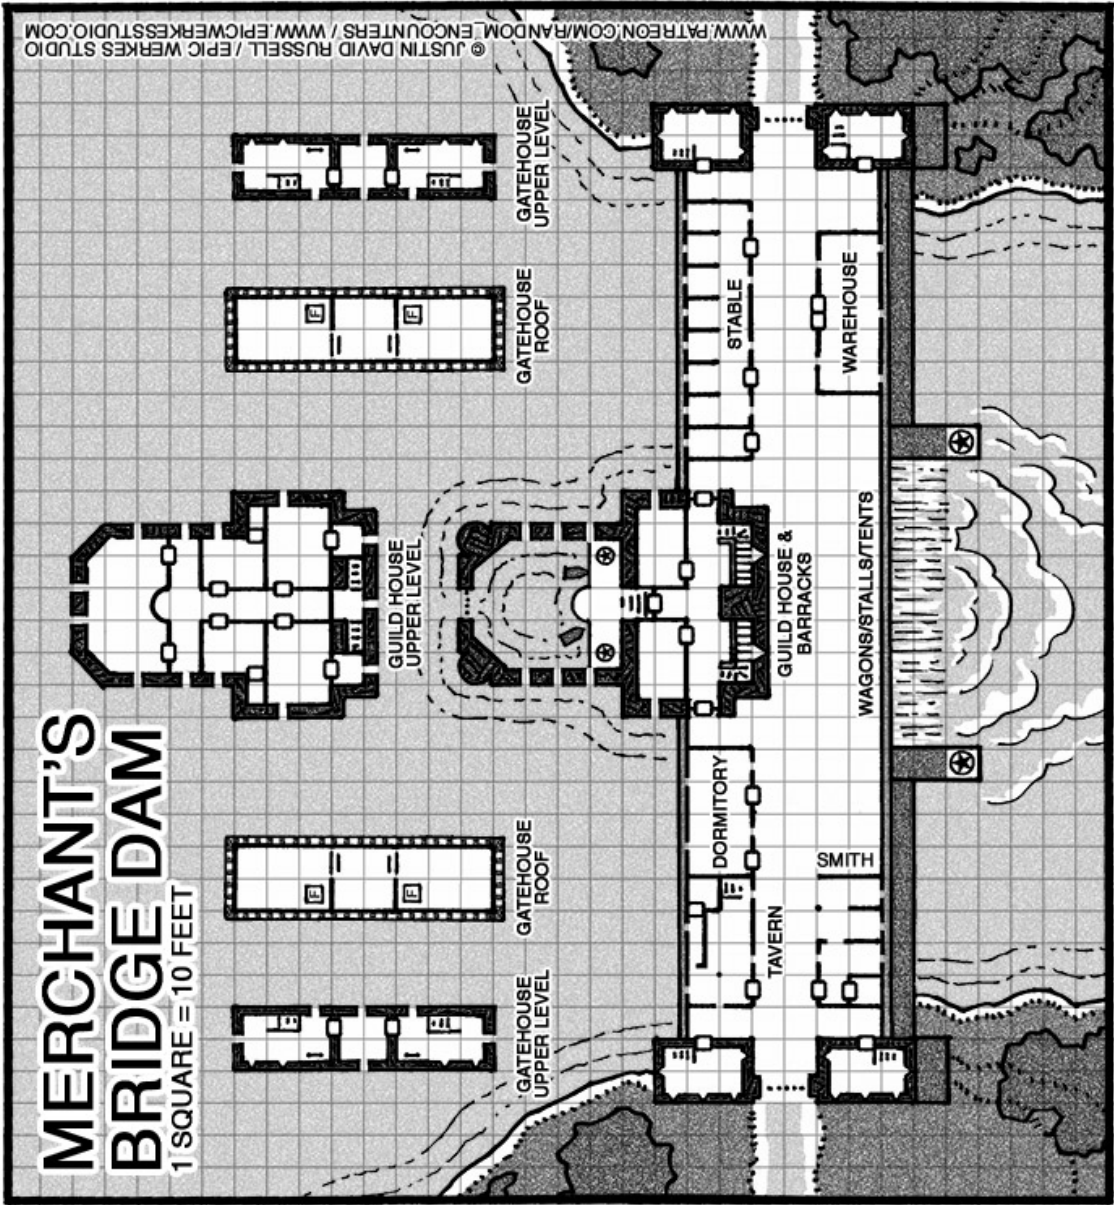 MERCHANT'S
BRIDGE DAM
1 SQUARE = 10 FEET
GATEHOUSE
UPPER LEVEL
GATEHOUSE
ROOF
GUILD HOUSE
UPPER LEVEL
GATEHOUSE
ROOF
GATEHOUSE
UPPER LEVEL
F
F
F
F
TAVERN
DORMITORY
SMITH
GUILD HOUSE &
BARRACKS
WAGONS/STALLS/TENTS
STABLE
WAREHOUSE
© JUSTIN DAVID RUSSELL / EPIC WERKES STUDIO
WWW.PATREON.COM/RANDOM_ENCOUNTERS / WWW.EPICWERKESSTUDIO.COM